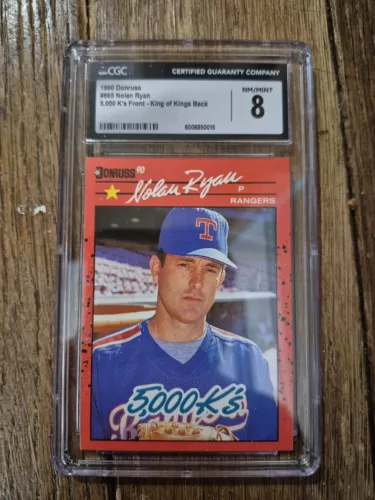 CGC
CERTIFIED GUARANTY COMPANY
1990 Donruss
#665 Nolan Ryan
5,000 K's Front - King of Kings Back
6006850015
NM/MINT
8
DONRUSS 90
Nolan Ryan
P
RANGERS
T
5,000 K's